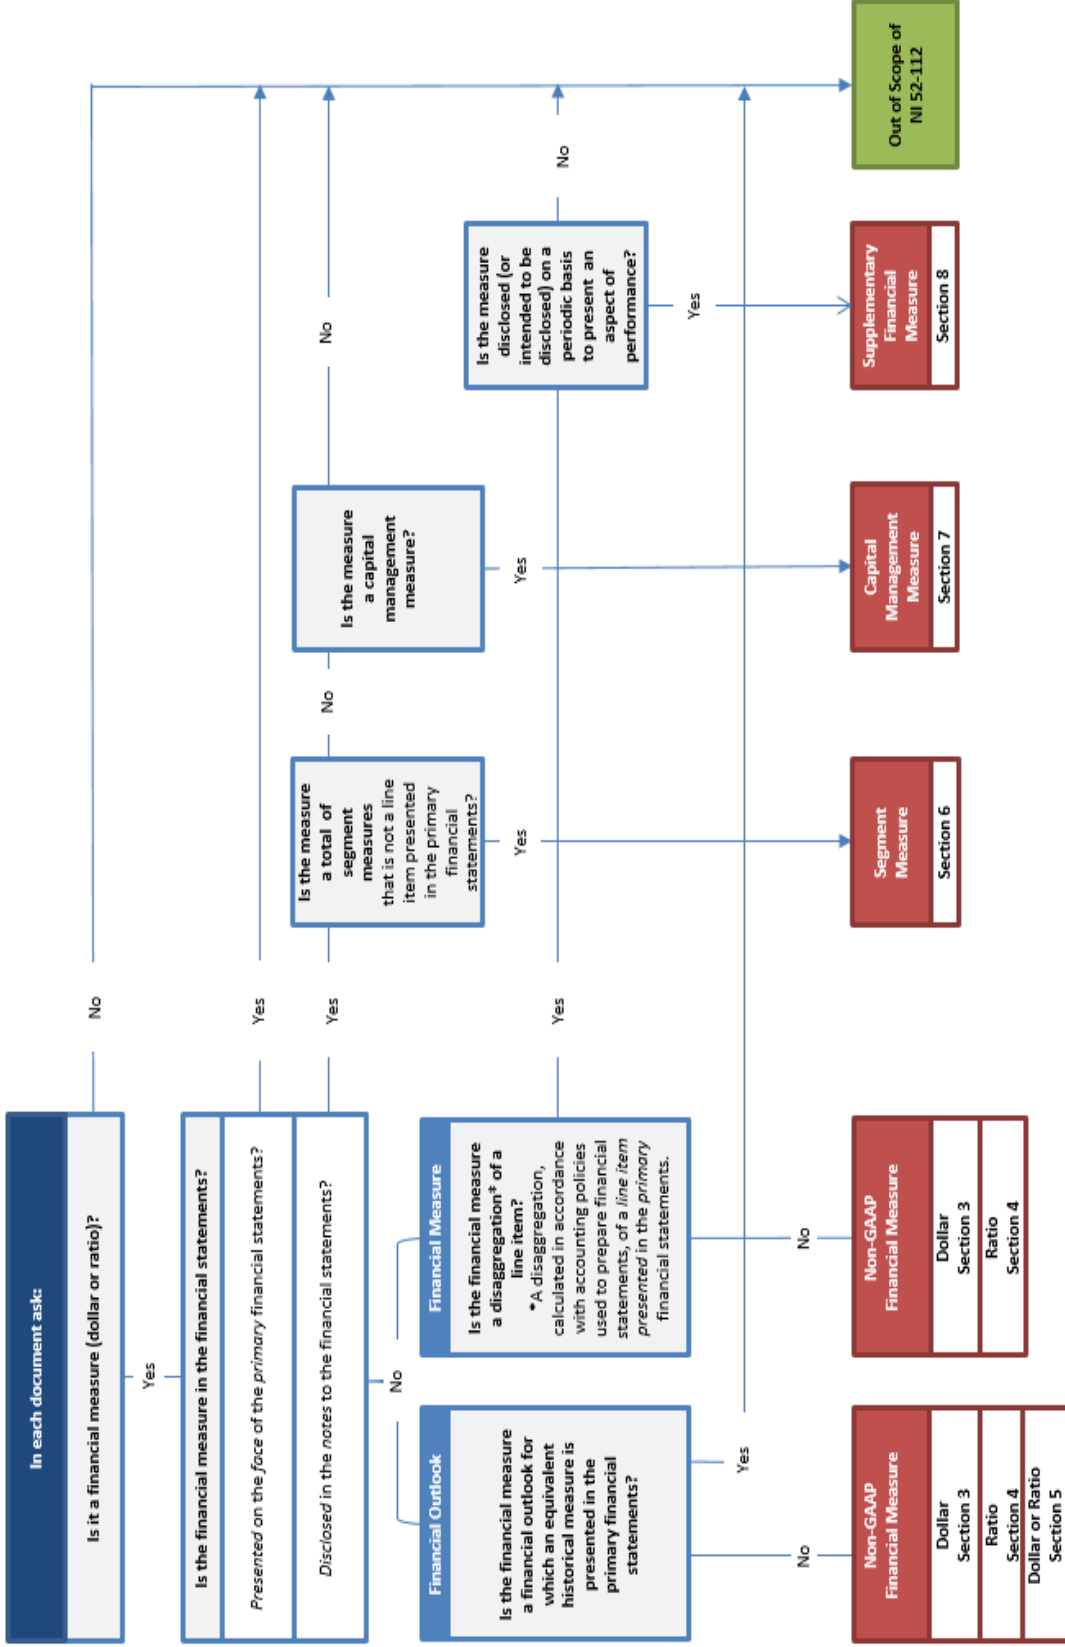 In each document ask:
Is it a financial measure (dollar or ratio)?
No
Yes
Is the financial measure in the financial statements?
Presented on the face of the primary financial statements?
Yes
Disclosed in the notes to the financial statements?
Yes
Is the measure
a total of
segment
measures
that is not a line
item presented
in the primary
financial
statements?
No
Is the measure
a capital
management
measure?
No
Yes
Yes
No
Financial Outlook
Is the financial measure
a financial outlook for
which an equivalent
historical measure is
presented in the
primary financial
statements?
Yes
No
Financial Measure
Is the financial measure
a disaggregation* of a
line item?
*A disaggregation,
calculated in accordance
with accounting policies
used to prepare financial
statements, of a line item
presented in the primary
financial statements.
Yes
No
Is the measure
disclosed (or
intended to be
disclosed) on a
periodic basis
to present an
aspect of
performance?
No
Yes
Non-GAAP
Financial Measure
Dollar
Section 3
Ratio
Section 4
Dollar or Ratio
Section 5
Non-GAAP
Financial Measure
Dollar
Section 3
Ratio
Section 4
Segment
Measure
Section 6
Capital
Management
Measure
Section 7
Supplementary
Financial
Measure
Section 8
Out of Scope of
NI 52-112